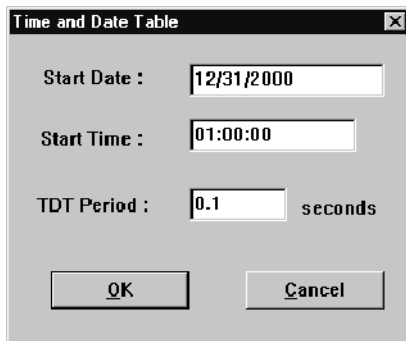 Time and Date Table
Start Date : 12/31/2000
Start Time : 01:00:00
TDT Period : 0.1 seconds
OK Cancel